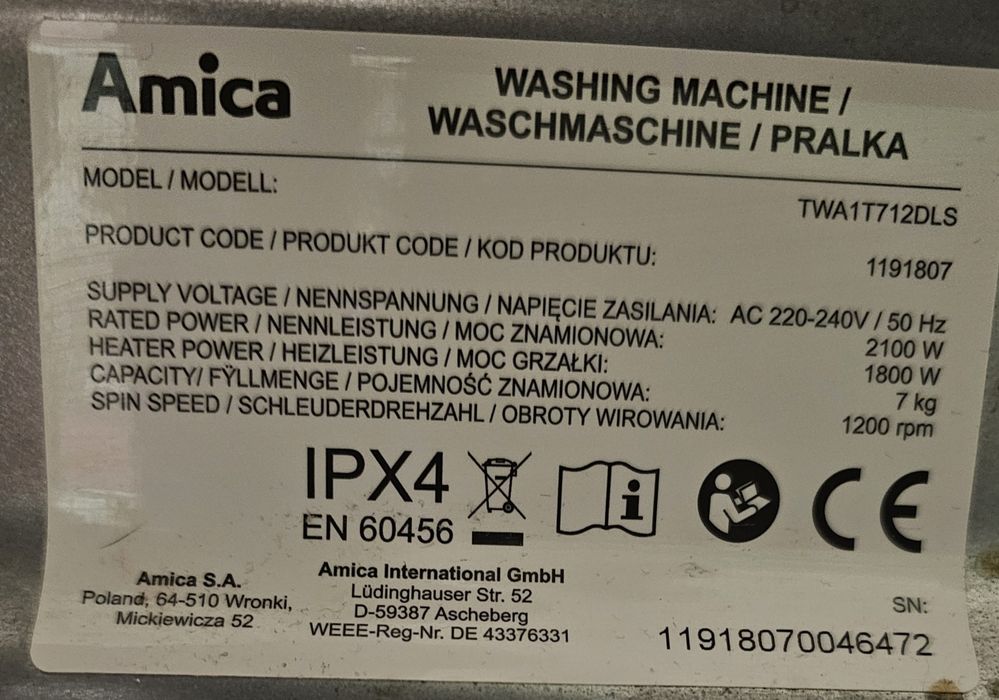 Amica
WASHING MACHINE /
WASCHMASCHINE / PRALKA
MODEL / MODELL:
TWA1T712DLS
PRODUCT CODE / PRODUKT CODE / KOD PRODUKTU:
1191807
SUPPLY VOLTAGE / NENNSPANNUNG / NAPIĘCIE ZASILANIA: AC 220-240V / 50 Hz
RATED POWER / NENNLEISTUNG / MOC ZNAMIONOWA: 2100 W
HEATER POWER / HEIZLEISTUNG / MOC GRZAŁKI: 1800 W
CAPACITY/ FŸLLMENGE / POJEMNOŚĆ ZNAMIONOWA: 7 kg
SPIN SPEED / SCHLEUDERDREHZAHL / OBROTY WIROWANIA: 1200 rpm
IPX4
EN 60456
i
CE
Amica S.A.
Poland, 64-510 Wronki,
Mickiewicza 52
Amica International GmbH
Lüdinghauser Str. 52
D-59387 Ascheberg
WEEE-Reg-Nr. DE 43376331
SN:
11918070046472